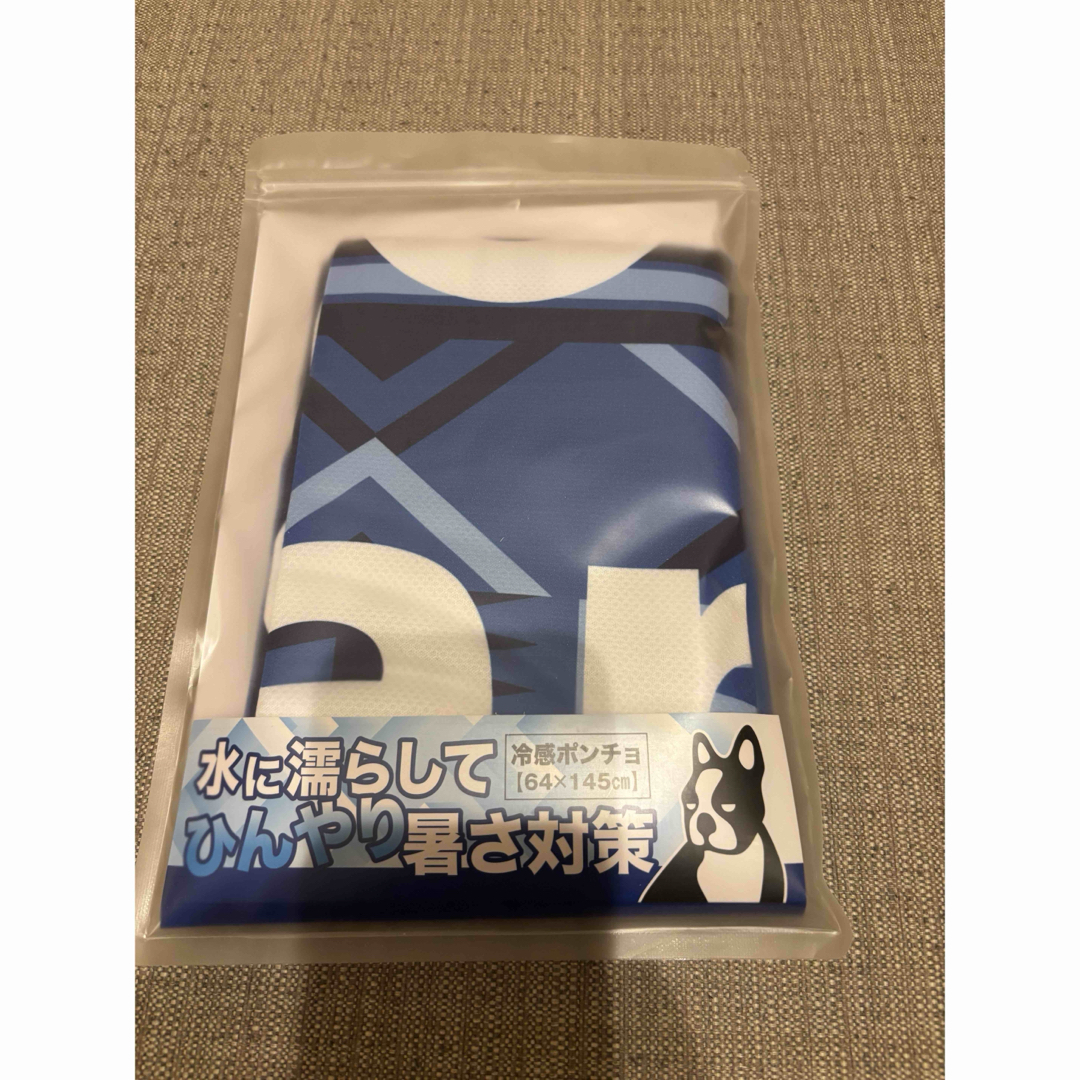 ar
水に濡らして
冷感ポンチョ
【64×145㎝】
ひんやり暑さ対策